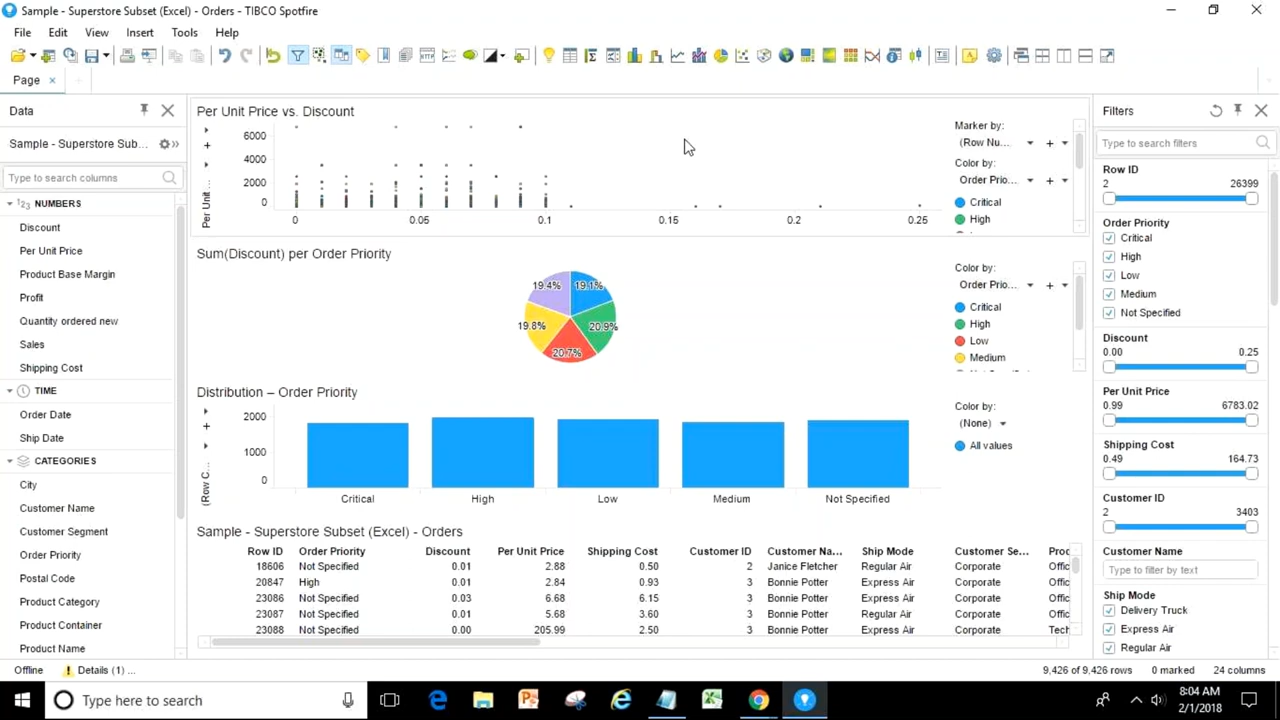 Sample - Superstore Subset (Excel) - Orders - TIBCO Spotfire
File Edit View Insert Tools Help
Page
Data
Sample - Superstore Sub...
Type to search columns
NUMBERS
Discount
Per Unit Price
Product Base Margin
Profit
Quantity ordered new
Sales
Shipping Cost
TIME
Order Date
Ship Date
CATEGORIES
City
Customer Name
Customer Segment
Order Priority
Postal Code
Product Category
Product Container
Product Name
Per Unit Price vs. Discount
6000
4000
2000
0
Per Unit ...
0 0.05 0.1 0.15 0.2 0.25
Marker by:
(Row Nu...
Color by:
Order Prio...
Critical
High
Sum(Discount) per Order Priority
19.4% 19.1%
19.8% 20.9%
20.7%
Color by:
Order Prio...
Critical
High
Low
Medium
Distribution – Order Priority
2000
1000
0
(Row C...
Critical High Low Medium Not Specified
Color by:
(None)
All values
Sample - Superstore Subset (Excel) - Orders
Row ID Order Priority Discount Per Unit Price Shipping Cost Customer ID Customer Na... Ship Mode Customer Se... Proc
18606 Not Specified 0.01 2.88 0.50 2 Janice Fletcher Regular Air Corporate Offic
20847 High 0.01 2.84 0.93 3 Bonnie Potter Express Air Corporate Offic
23086 Not Specified 0.03 6.68 6.15 3 Bonnie Potter Express Air Corporate Offic
23087 Not Specified 0.01 5.68 3.60 3 Bonnie Potter Regular Air Corporate Offic
23088 Not Specified 0.00 205.99 2.50 3 Bonnie Potter Express Air Corporate Tech
Filters
Type to search filters
Row ID
2 26399
Order Priority
Critical
High
Low
Medium
Not Specified
Discount
0.00 0.25
Per Unit Price
0.99 6783.02
Shipping Cost
0.49 164.73
Customer ID
2 3403
Customer Name
Type to filter by text
Ship Mode
Delivery Truck
Express Air
Regular Air
Offline Details (1) ... 9,426 of 9,426 rows 0 marked 24 columns
Type here to search
8:04 AM
2/1/2018